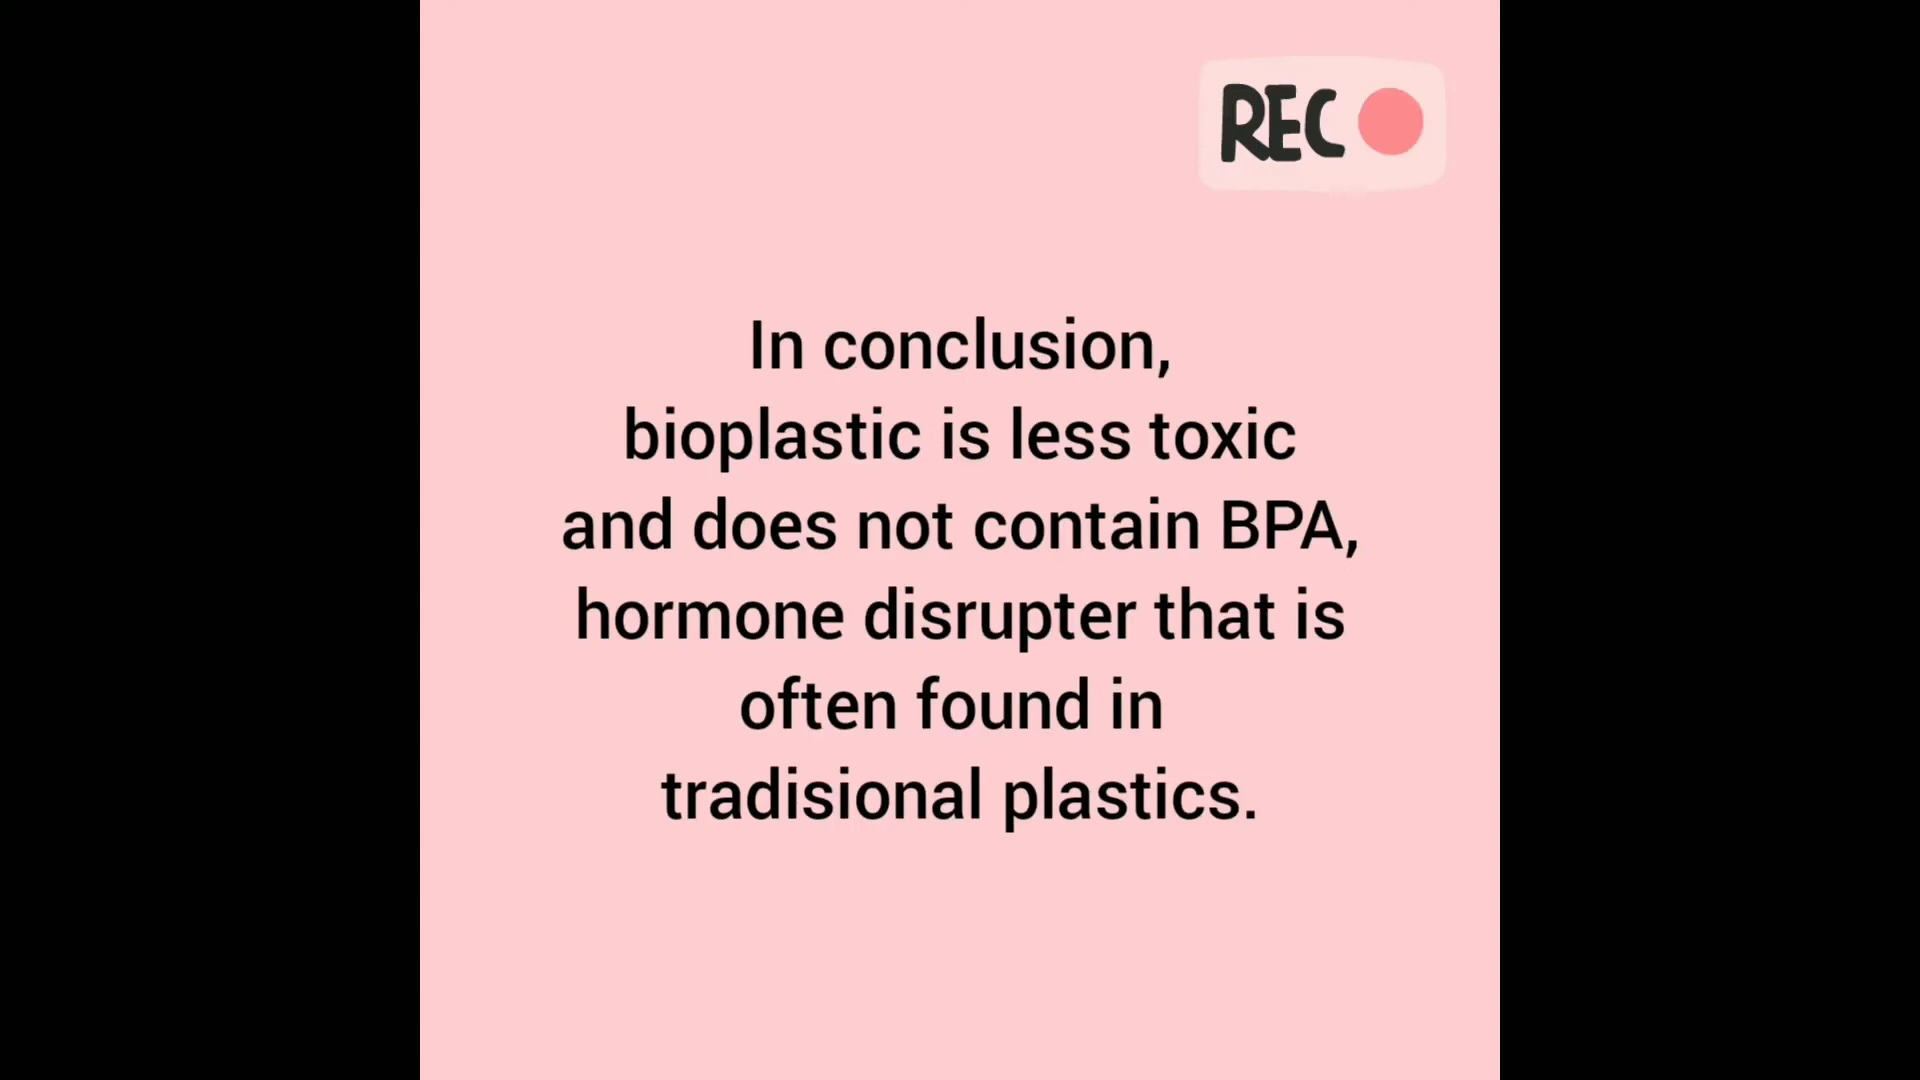 REC
In conclusion,
bioplastic is less toxic
and does not contain BPA,
hormone disrupter that is
often found in
tradisional plastics.